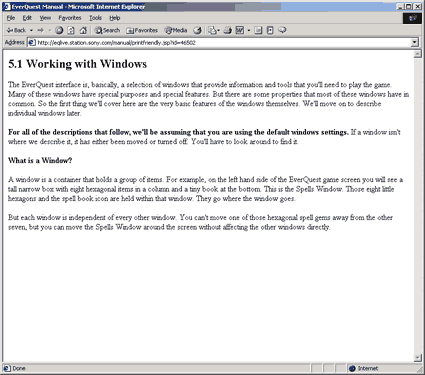 EverQuest Manual - Microsoft Internet Explorer
File Edit View Favorites Tools Help
Back Search Favorites Media
Address http://eqlive.station.sony.com/manual/printfriendly.jsp?id=46502
5.1 Working with Windows
The EverQuest interface is, basically, a selection of windows that provide information and tools that you'll need to play the game.
Many of these windows have special purposes and special features. But there are some properties that most of these windows have in
common. So the first thing we'll cover here are the very basic features of the windows themselves. We'll move on to describe
individual windows later.
For all of the descriptions that follow, we'll be assuming that you are using the default windows settings. If a window isn't
where we describe it, it has either been moved or turned off. You'll have to look around to find it.
What is a Window?
A window is a container that holds a group of items. For example, on the left hand side of the EverQuest game screen you will see a
tall narrow box with eight hexagonal items in a column and a tiny book at the bottom. This is the Spells Window. Those eight little
hexagons and the spell book icon are held within that window. They go where the window goes.
But each window is independent of every other window. You can't move one of those hexagonal spell gems away from the other
seven, but you can move the Spells Window around the screen without affecting the other windows directly.
Done Internet